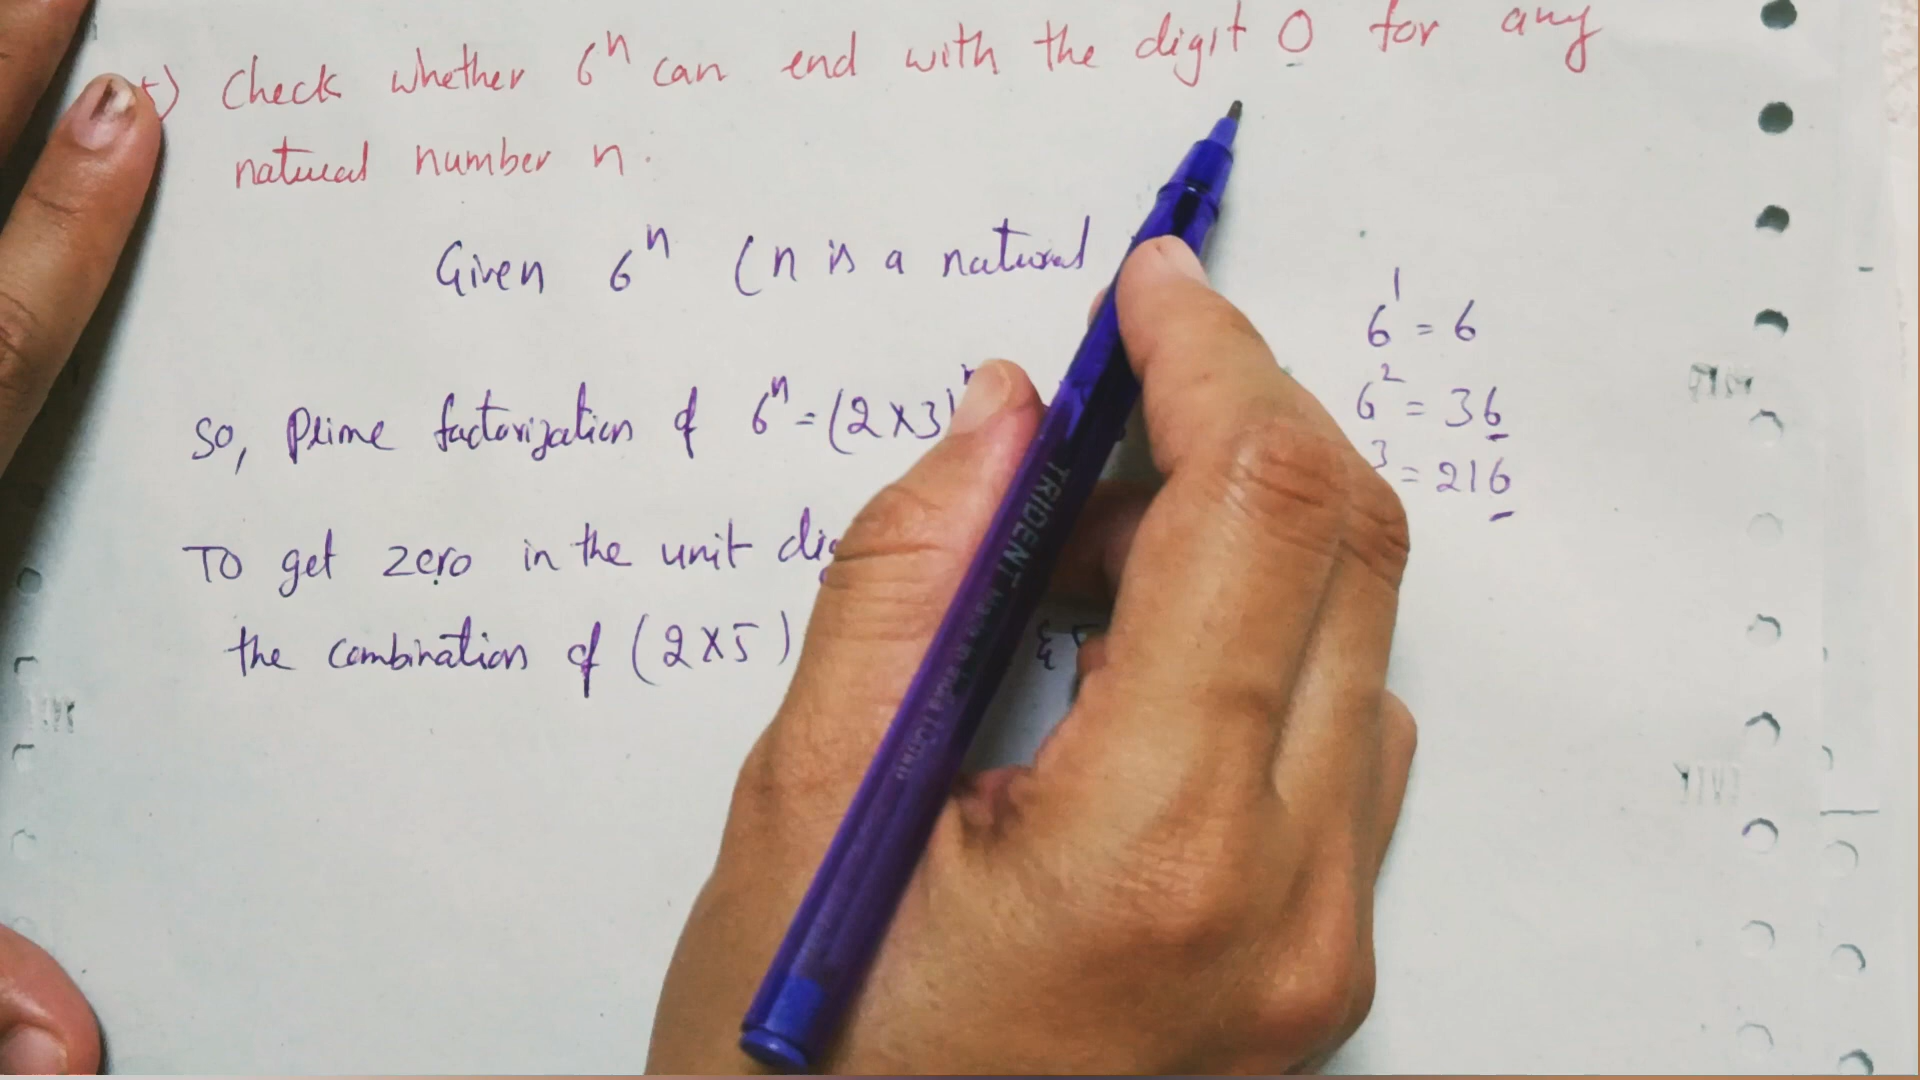 5) Check whether 6ⁿ can end with the digit 0 for any
natural number n.
Given 6ⁿ (n is a natural
6¹ = 6
6² = 36
³ = 216
So, Prime factorization of 6ⁿ = (2×3)
To get zero in the unit
the combination of (2×5)
TRIDENT